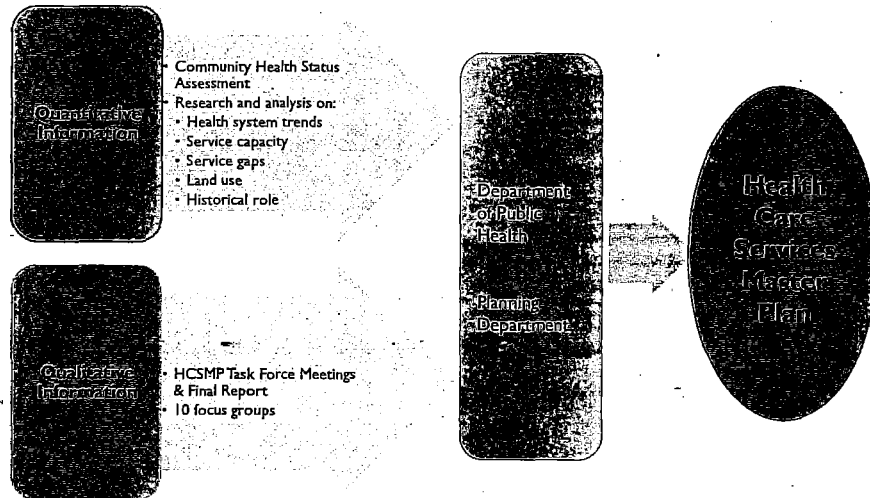 Quantitative
Information
• Community Health Status
Assessment
• Research and analysis on:
• Health system trends
• Service capacity
• Service gaps
• Land use
• Historical role
Qualitative
Information
• HCSMP Task Force Meetings
& Final Report
• 10 focus groups
Department
of Public
Health
Planning
Department
Health
Care
Services
Master
Plan